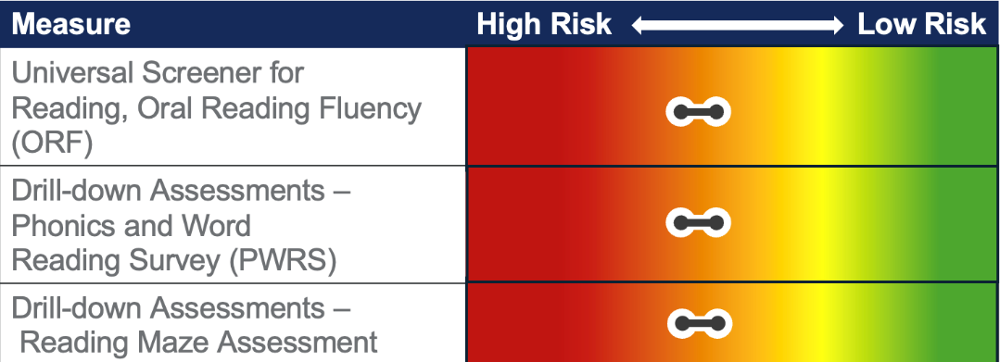 Measure
High Risk
Low Risk
Universal Screener for
Reading, Oral Reading Fluency
(ORF)
Drill-down Assessments –
Phonics and Word
Reading Survey (PWRS)
Drill-down Assessments –
Reading Maze Assessment